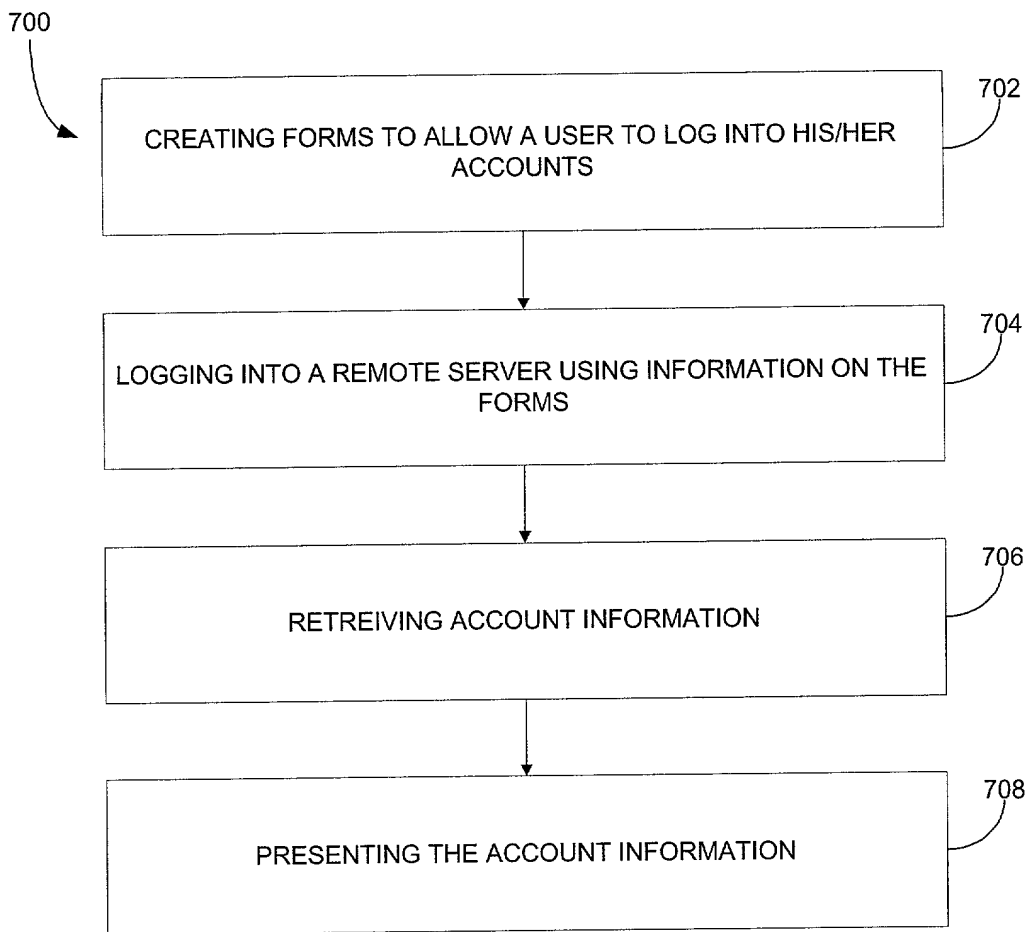 700
702
CREATING FORMS TO ALLOW A USER TO LOG INTO HIS/HER
ACCOUNTS
704
LOGGING INTO A REMOTE SERVER USING INFORMATION ON THE
FORMS
706
RETREIVING ACCOUNT INFORMATION
708
PRESENTING THE ACCOUNT INFORMATION